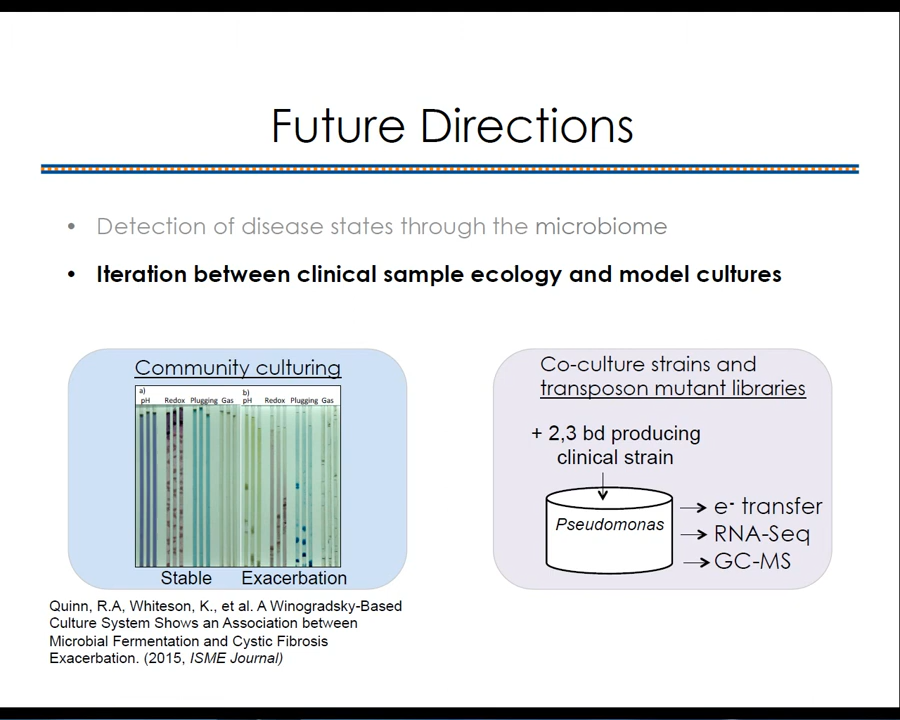 Future Directions
• Detection of disease states through the microbiome
• Iteration between clinical sample ecology and model cultures
Community culturing
a) b)
pH Redox Plugging Gas pH Redox Plugging Gas
Stable Exacerbation
Quinn, R.A, Whiteson, K., et al. A Winogradsky-Based
Culture System Shows an Association between
Microbial Fermentation and Cystic Fibrosis
Exacerbation. (2015, ISME Journal)
Co-culture strains and
transposon mutant libraries
+ 2,3 bd producing
clinical strain
Pseudomonas
e- transfer
RNA-Seq
GC-MS